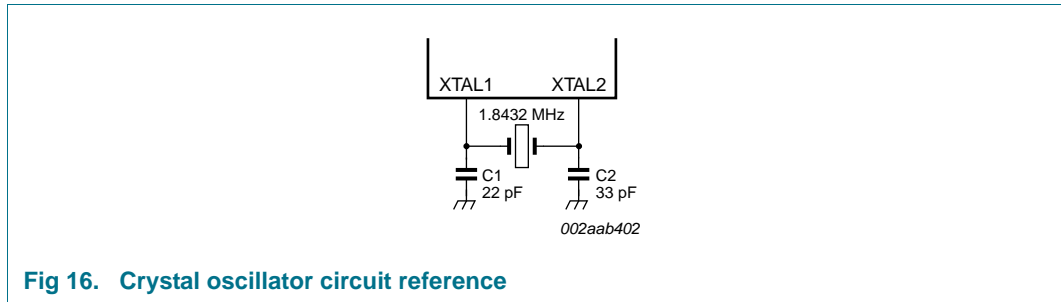 XTAL1 XTAL2
1.8432 MHz
C1 C2
22 pF 33 pF
002aab402
Fig 16. Crystal oscillator circuit reference